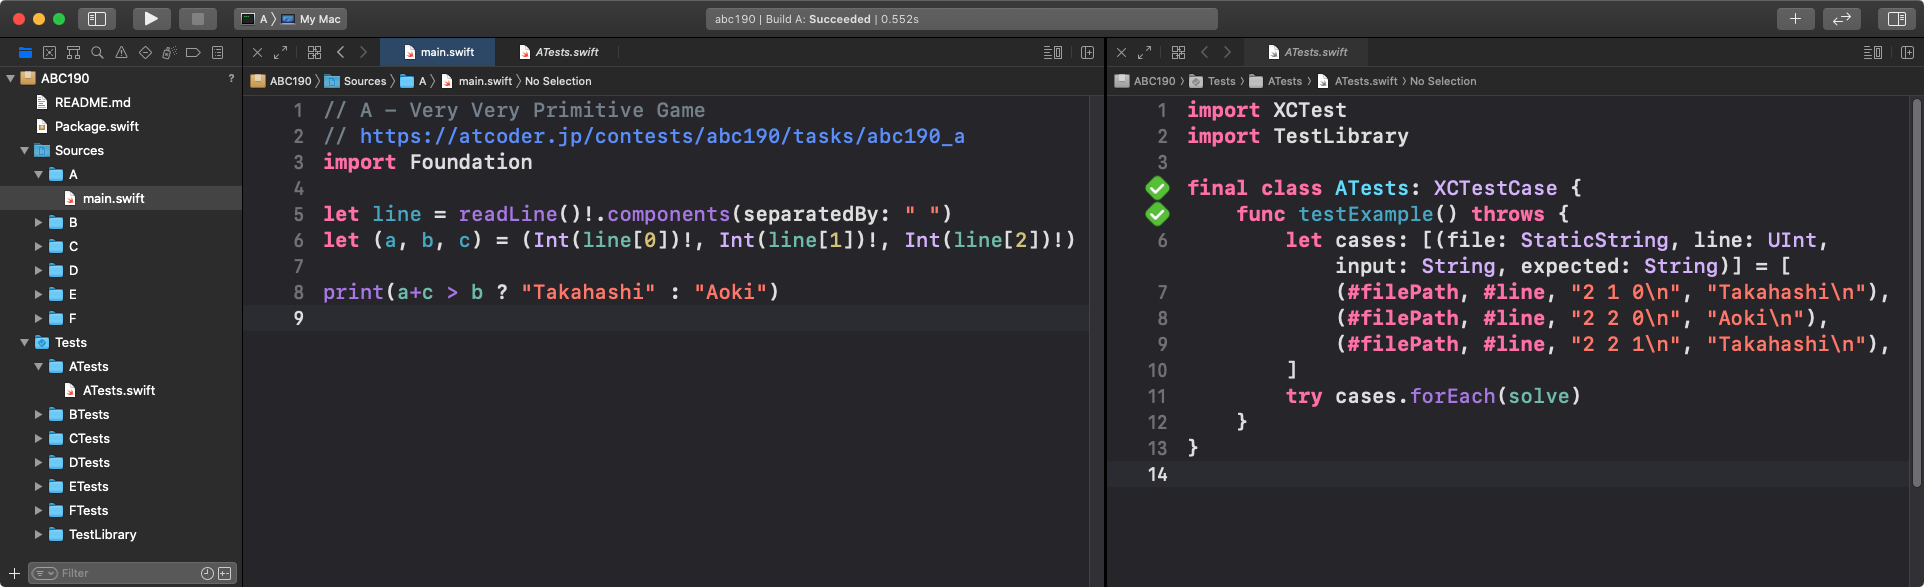 A 〉 My Mac
abc190 | Build A: Succeeded | 0.552s
main.swift
ATests.swift
ATests.swift
ABC190 ?
README.md
Package.swift
Sources
A
main.swift
B
C
D
E
F
Tests
ATests
ATests.swift
BTests
CTests
DTests
ETests
FTests
TestLibrary
Filter
ABC190 〉 Sources 〉 A 〉 main.swift 〉 No Selection
1 // A - Very Very Primitive Game
2 // https://atcoder.jp/contests/abc190/tasks/abc190_a
3 import Foundation
4
5 let line = readLine()!.components(separatedBy: " ")
6 let (a, b, c) = (Int(line[0])!, Int(line[1])!, Int(line[2])!)
7
8 print(a+c > b ? "Takahashi" : "Aoki")
9
ABC190 〉 Tests 〉 ATests 〉 ATests.swift 〉 No Selection
1 import XCTest
2 import TestLibrary
3
final class ATests: XCTestCase {
func testExample() throws {
6 let cases: [(file: StaticString, line: UInt,
input: String, expected: String)] = [
7 (#filePath, #line, "2 1 0\n", "Takahashi\n"),
8 (#filePath, #line, "2 2 0\n", "Aoki\n"),
9 (#filePath, #line, "2 2 1\n", "Takahashi\n"),
10 ]
11 try cases.forEach(solve)
12 }
13 }
14